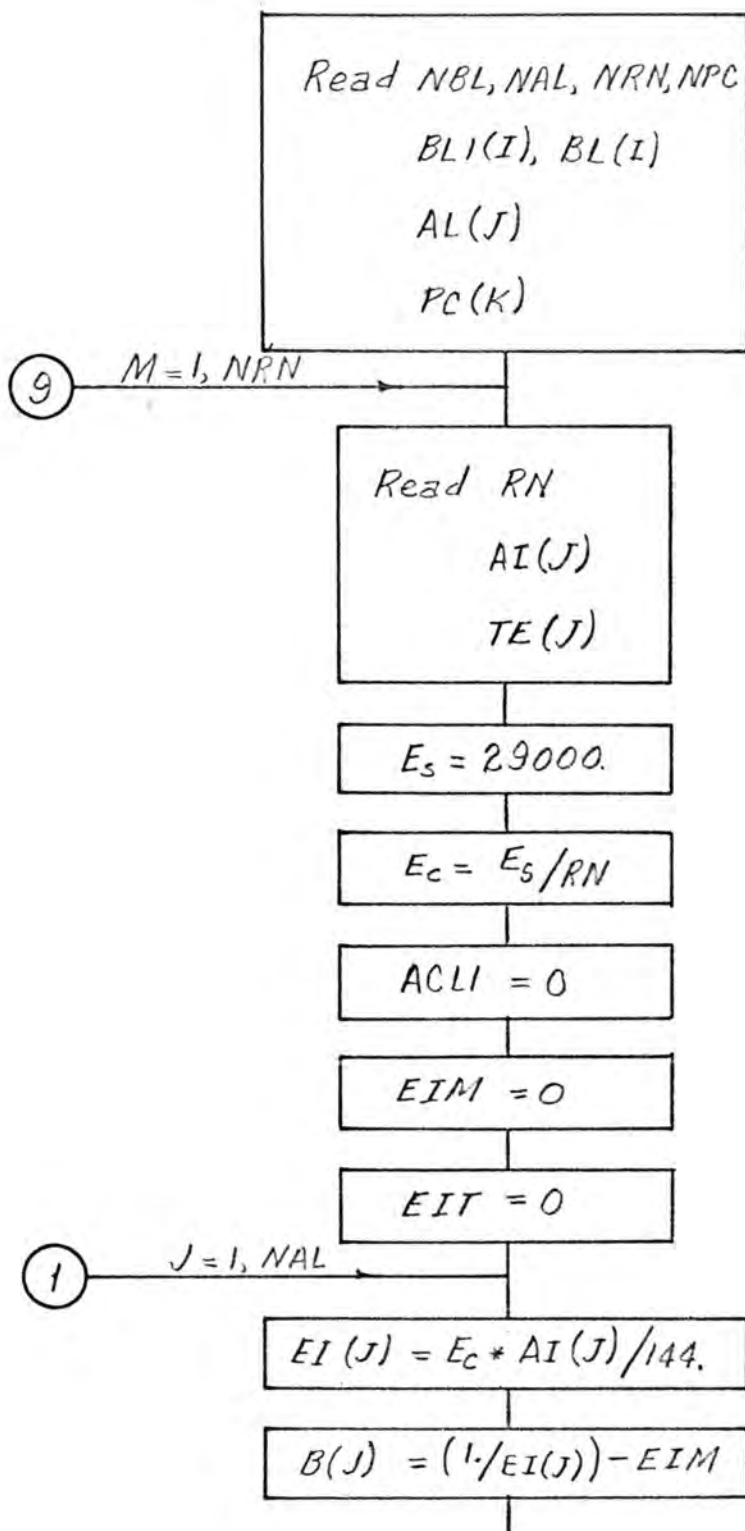 Read NBL, NAL, NRN, NPC
BL1(I), BL(I)
AL(J)
PC(K)
9
M=1, NRN
Read RN
AI(J)
TE(J)
Es = 29000.
Ec = Es/RN
ACL1 = 0
EIM = 0
EIT = 0
1
J=1, NAL
EI(J) = Ec * AI(J)/144.
B(J) = (1./EI(J)) - EIM